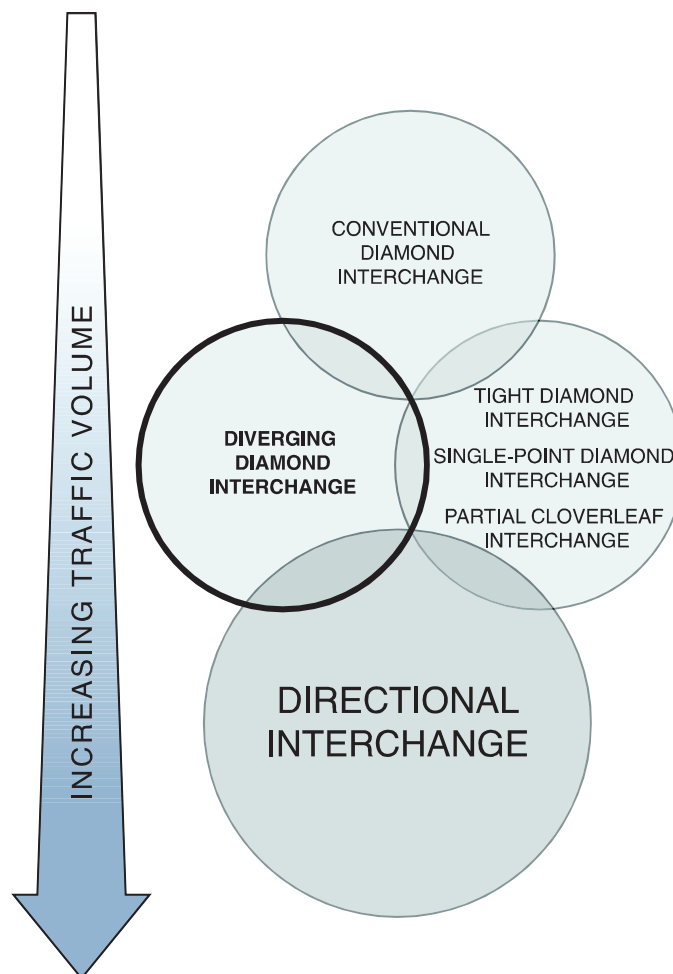 INCREASING TRAFFIC VOLUME
CONVENTIONAL
DIAMOND
INTERCHANGE
DIVERGING
DIAMOND
INTERCHANGE
TIGHT DIAMOND
INTERCHANGE
SINGLE-POINT DIAMOND
INTERCHANGE
PARTIAL CLOVERLEAF
INTERCHANGE
DIRECTIONAL
INTERCHANGE